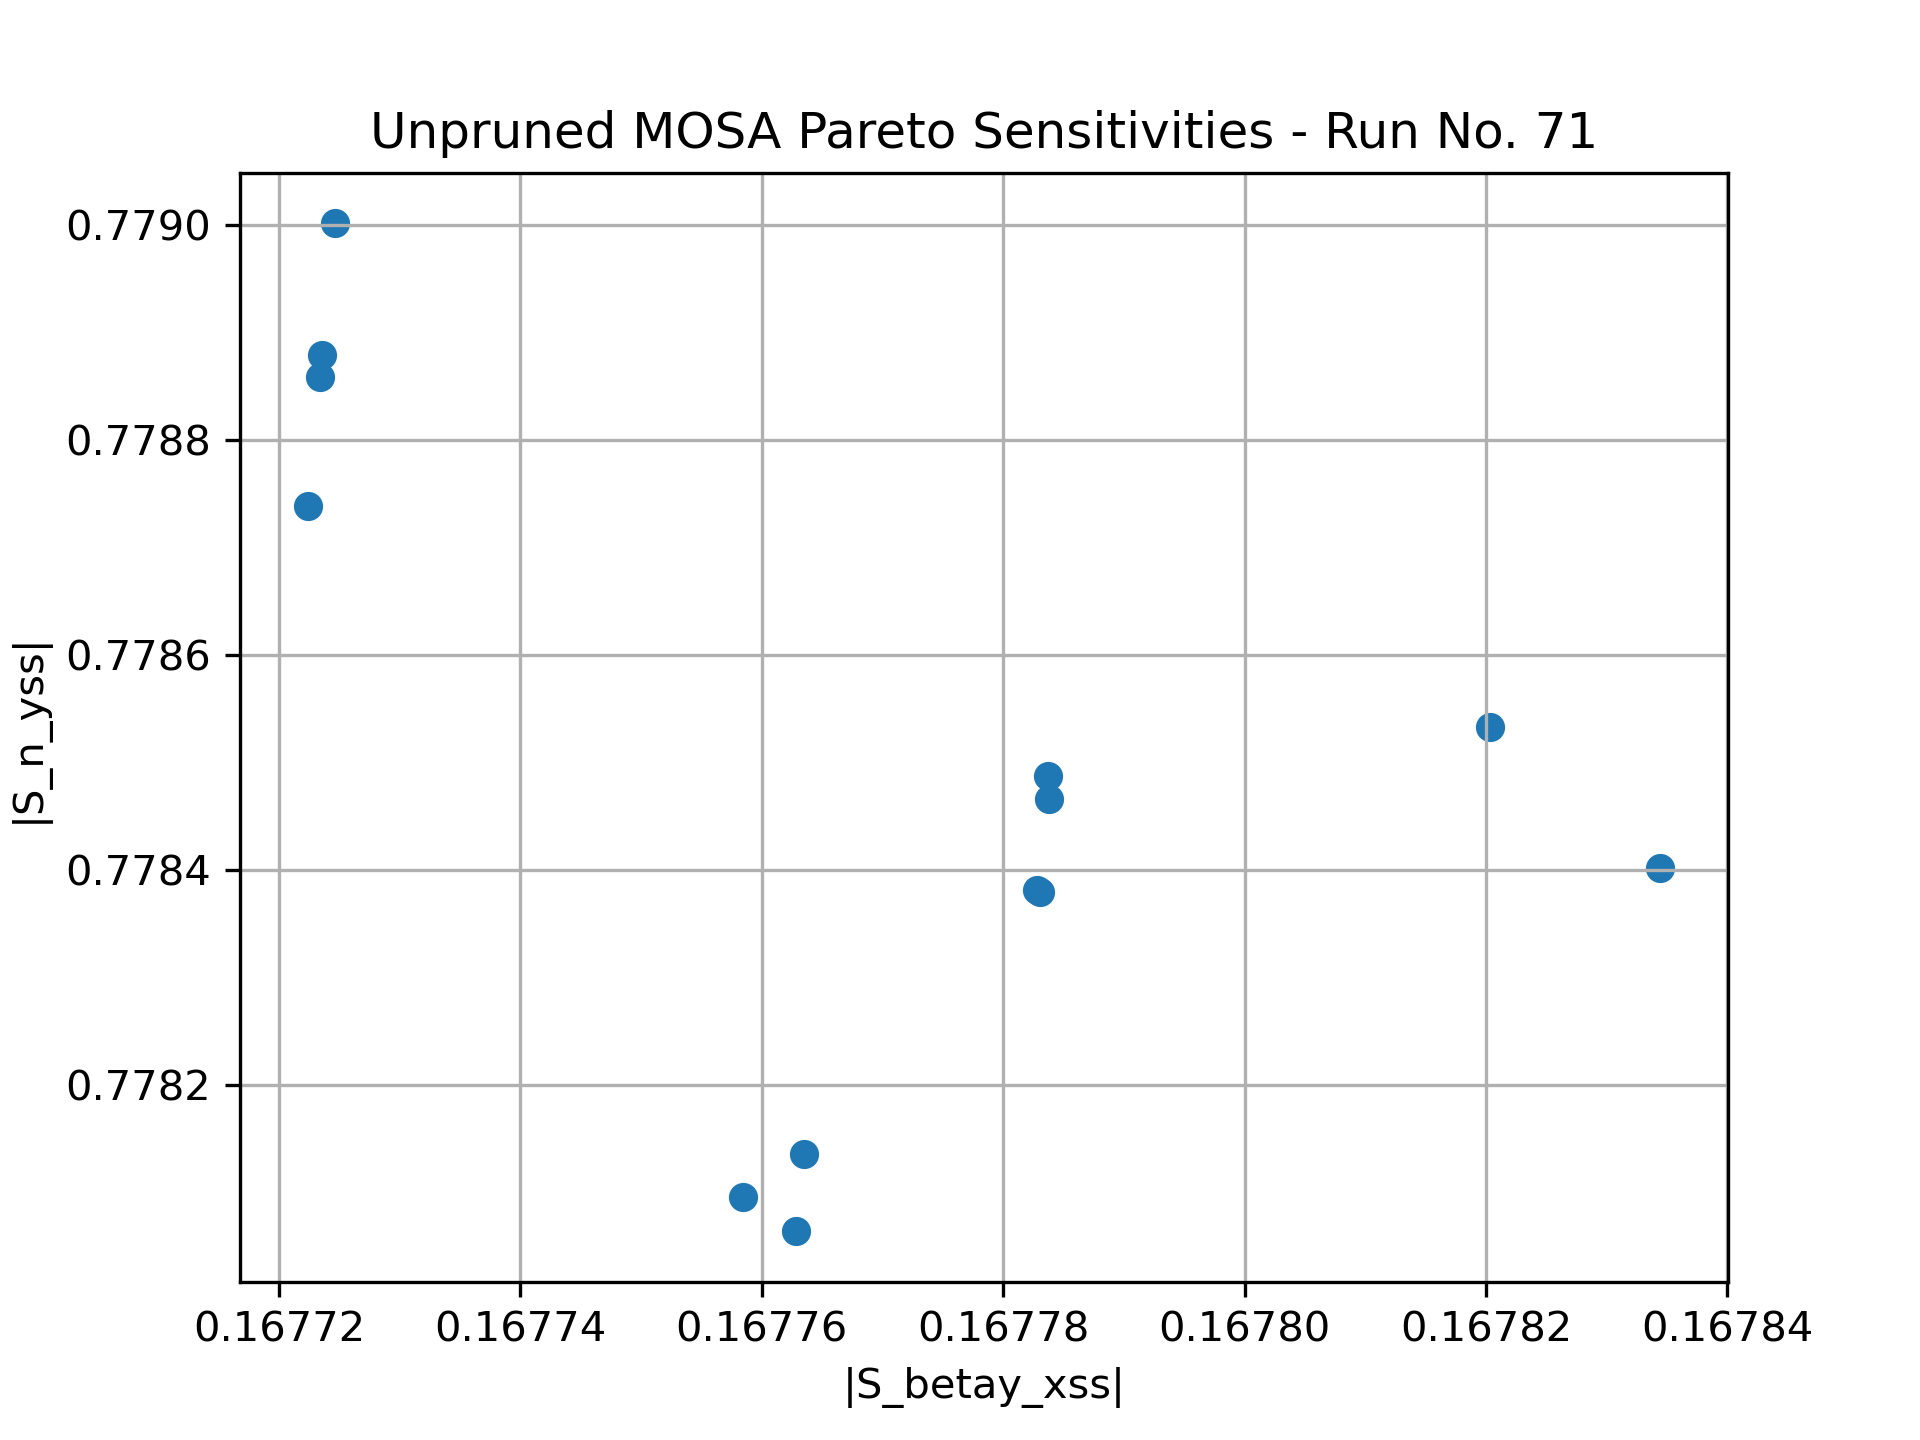 Unpruned MOSA Pareto Sensitivities - Run No. 71
0.7790
0.7788
0.7786
0.7784
0.7782
|S_n_yss|
0.16772 0.16774 0.16776 0.16778 0.16780 0.16782 0.16784
|S_betay_xss|